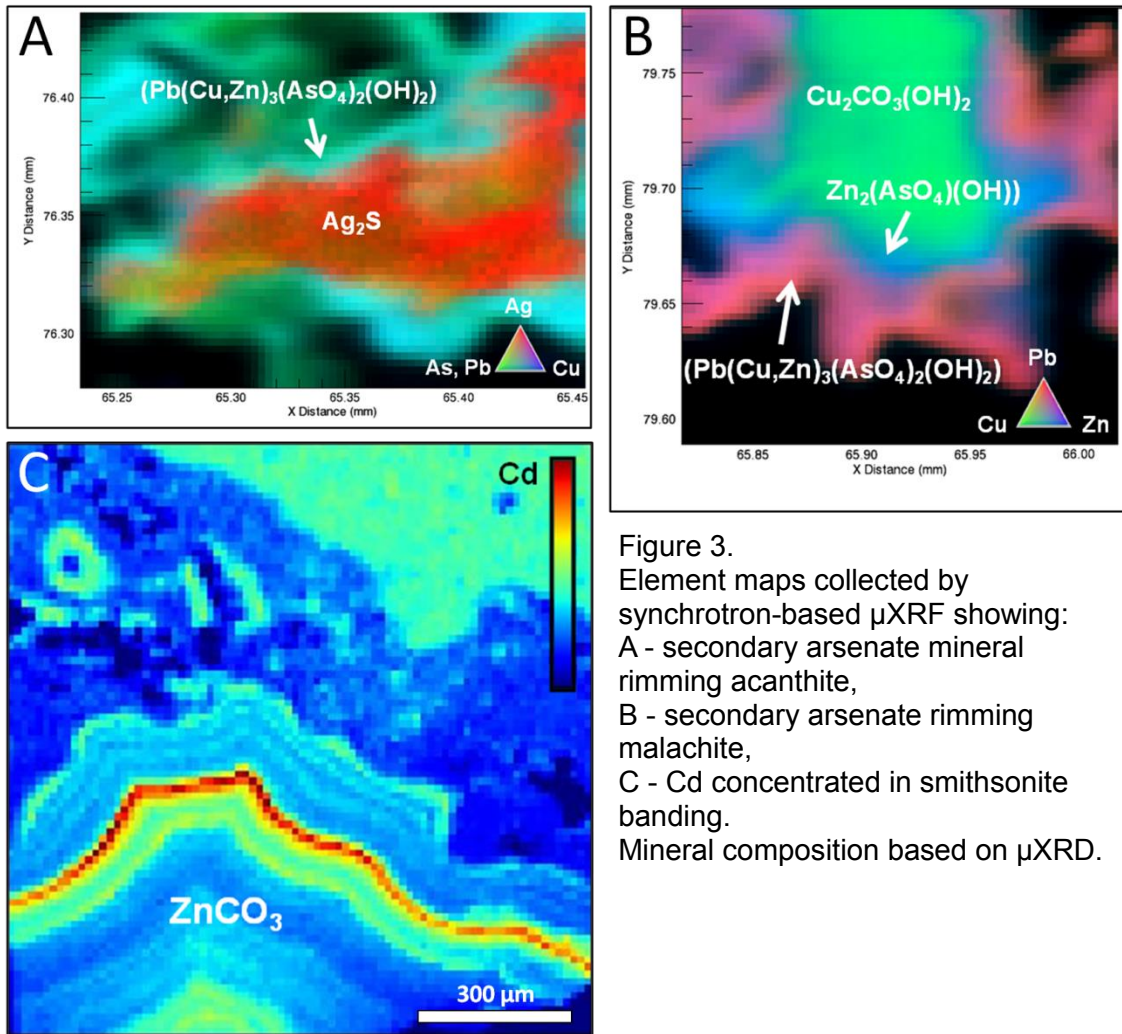 A
(Pb(Cu,Zn)₃(AsO₄)₂(OH)₂)
Ag₂S
Ag
As, Pb
Cu
76.40
76.35
76.30
Y Distance (mm)
65.25
65.30
65.35
65.40
65.45
X Distance (mm)
B
Cu₂CO₃(OH)₂
Zn₂(AsO₄)(OH))
(Pb(Cu,Zn)₃(AsO₄)₂(OH)₂)
Pb
Cu
Zn
79.75
79.70
79.65
79.60
Y Distance (mm)
65.85
65.90
65.95
66.00
X Distance (mm)
C
Cd
ZnCO₃
300 µm
Figure 3.
Element maps collected by
synchrotron-based µXRF showing:
A - secondary arsenate mineral
rimming acanthite,
B - secondary arsenate rimming
malachite,
C - Cd concentrated in smithsonite
banding.
Mineral composition based on µXRD.